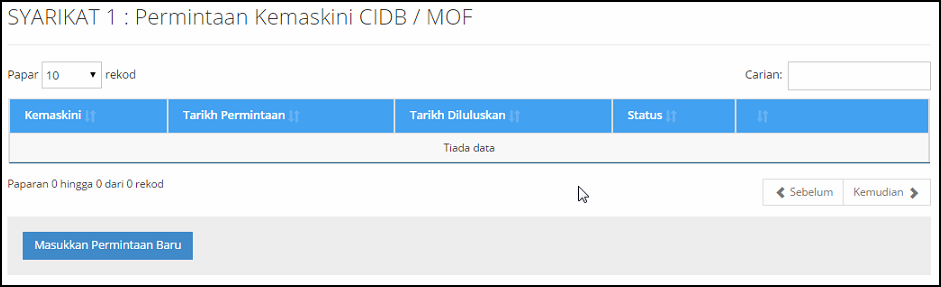 SYARIKAT 1 : Permintaan Kemaskini CIDB / MOF
Papar 10 rekod Carian:
Kemaskini Tarikh Permintaan Tarikh Diluluskan Status
Tiada data
Paparan 0 hingga 0 dari 0 rekod
Sebelum Kemudian
Masukkan Permintaan Baru